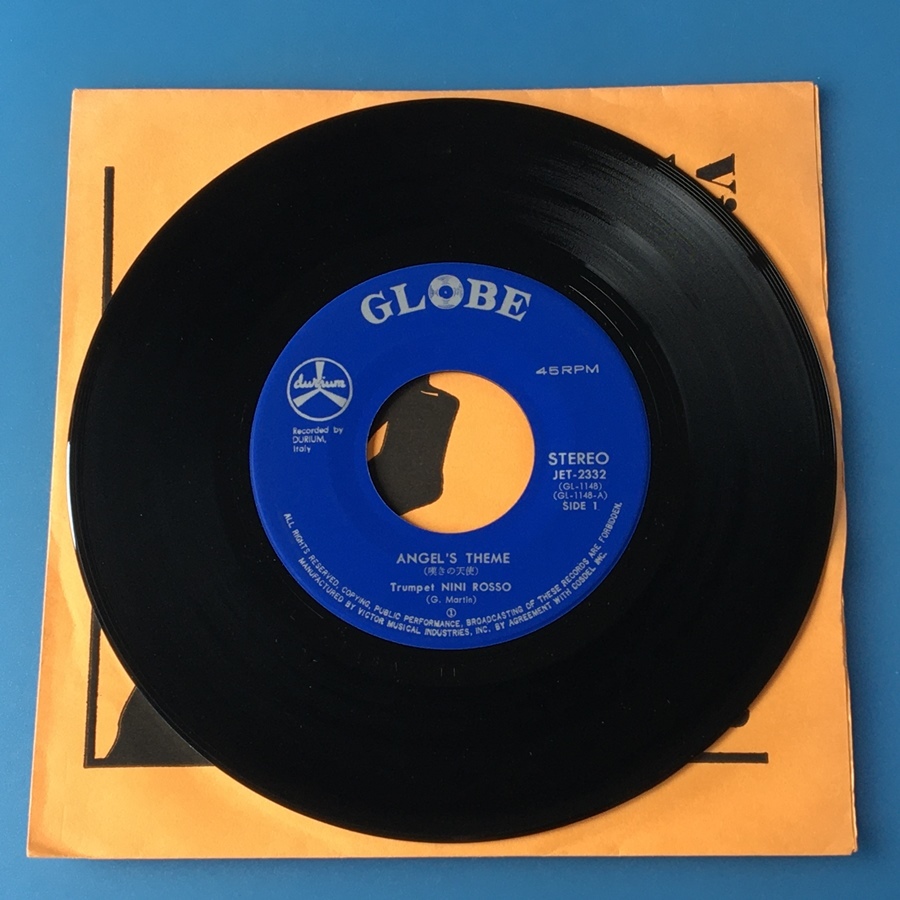 GLOBE
45RPM
durium
Recorded by
DURIUM,
Italy
STEREO
JET-2332
(GL-1148)
(GL-1148-A)
SIDE 1
ANGEL'S THEME
(嘆きの天使)
Trumpet NINI ROSSO
(G. Martin)
①
ALL RIGHTS RESERVED, COPYING, PUBLIC PERFORMANCE, BROADCASTING OF THESE RECORDS ARE FORBIDDEN.
MANUFACTURED BY VICTOR MUSICAL INDUSTRIES, INC. BY AGREEMENT WITH COSDEL INC.